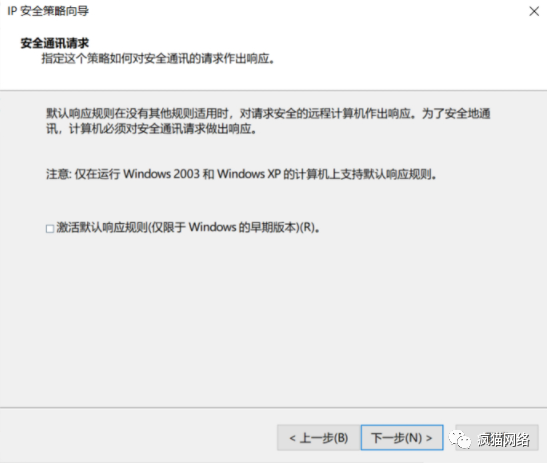 IP 安全策略向导
安全通讯请求
指定这个策略如何对安全通讯的请求作出响应。
默认响应规则在没有其他规则适用时，对请求安全的远程计算机作出响应。为了安全地通
讯，计算机必须对安全通讯请求做出响应。
注意: 仅在运行 Windows 2003 和 Windows XP 的计算机上支持默认响应规则。
激活默认响应规则(仅限于 Windows 的早期版本)(R)。
< 上一步(B) 下一步(N) > 疯猫网络